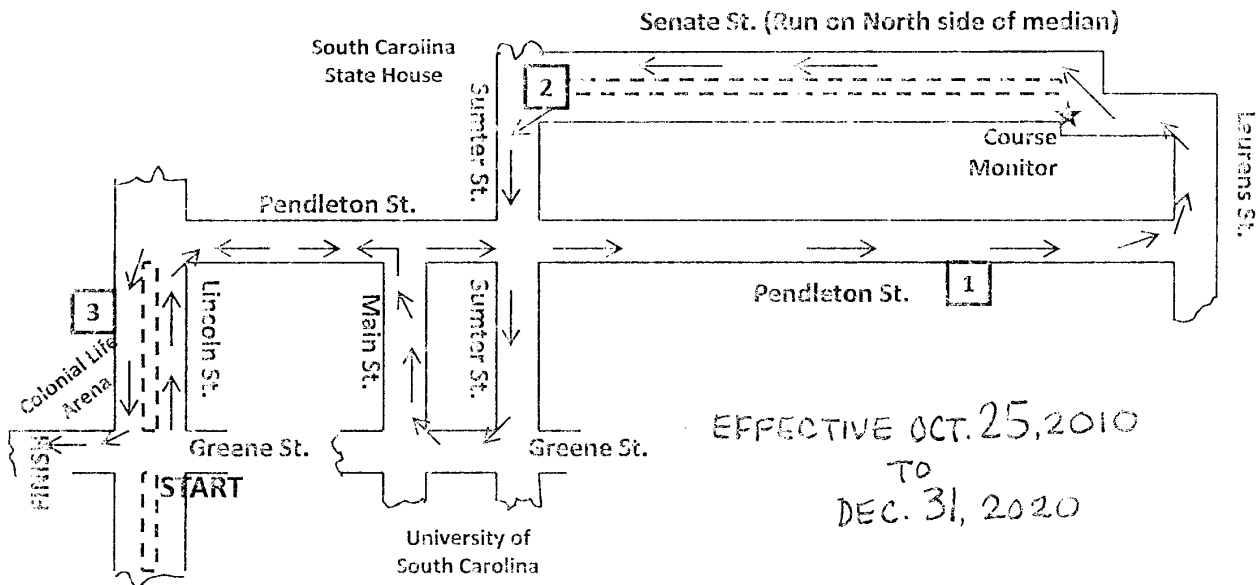 Senate St. (Run on North side of median)
South Carolina
State House
2
Sumter St.
Course
Monitor
Laurens St.
Pendleton St.
3
Colonial Life
Arena
Lincoln St.
Main St.
Sumter St.
Pendleton St.
1
Greene St.
Greene St.
FINISH
START
University of
South Carolina
EFFECTIVE OCT. 25, 2010
TO
DEC. 31, 2020